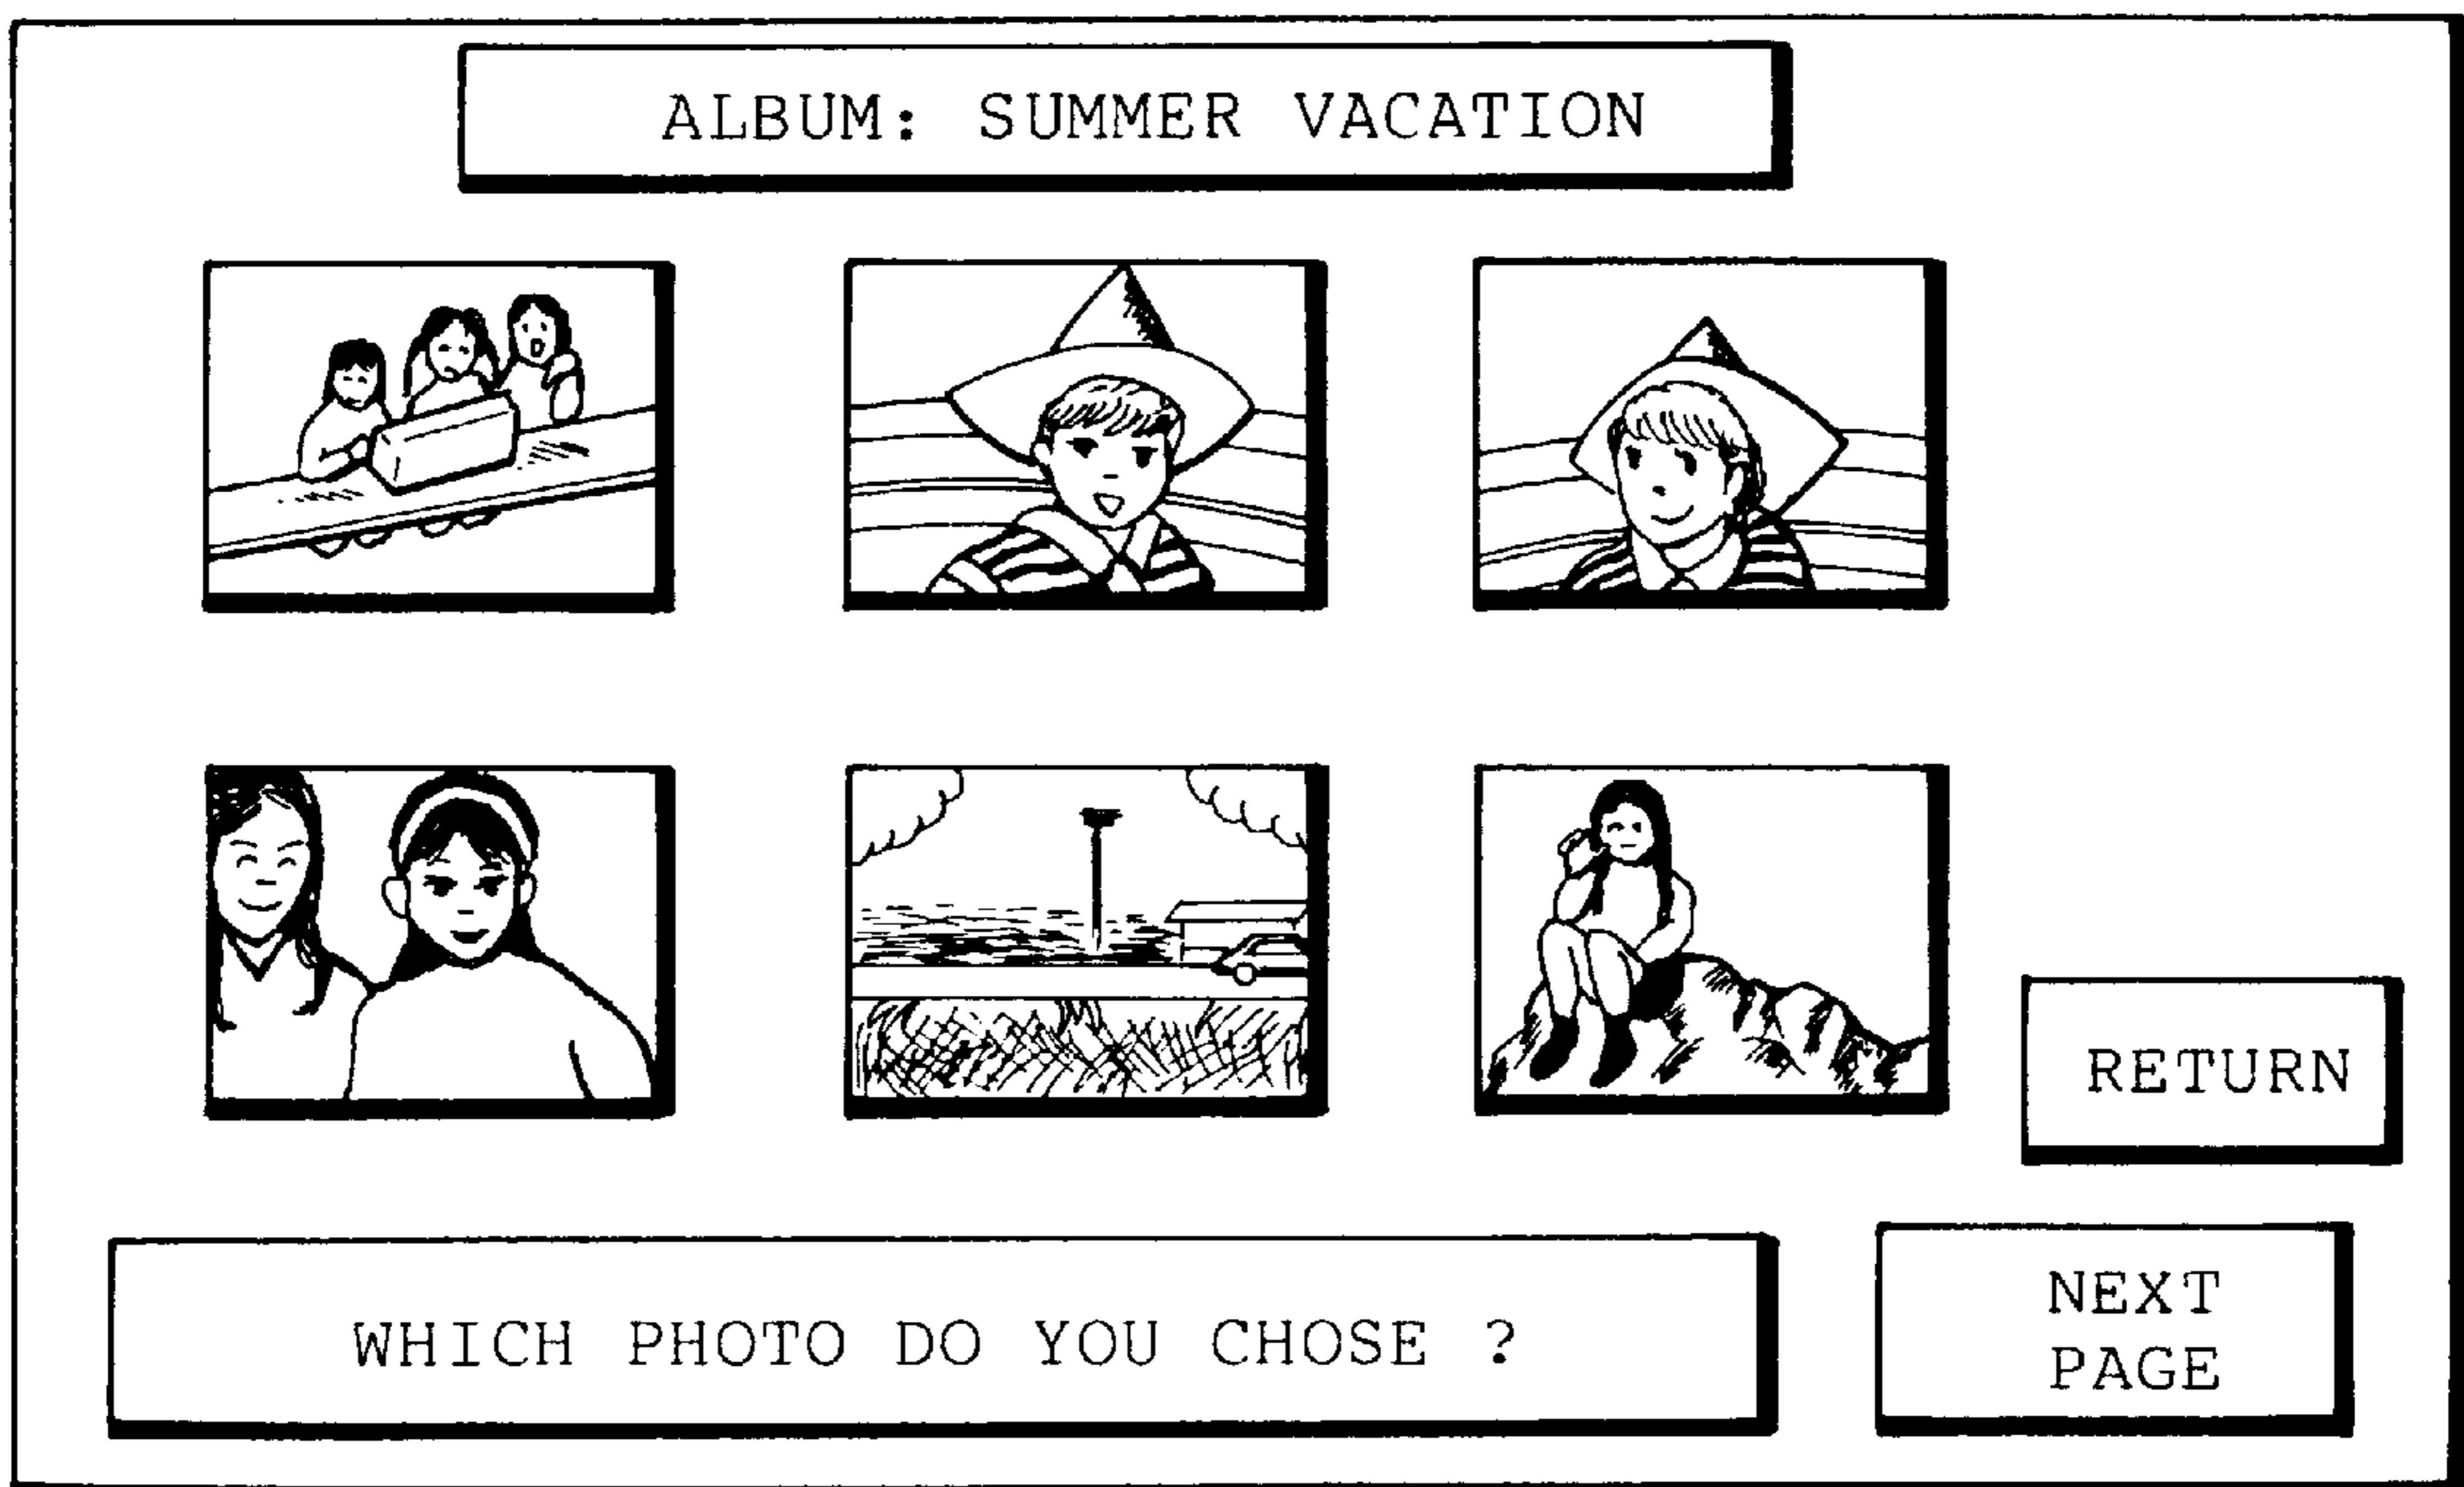 ALBUM: SUMMER VACATION
RETURN
WHICH PHOTO DO YOU CHOSE ?
NEXT
PAGE